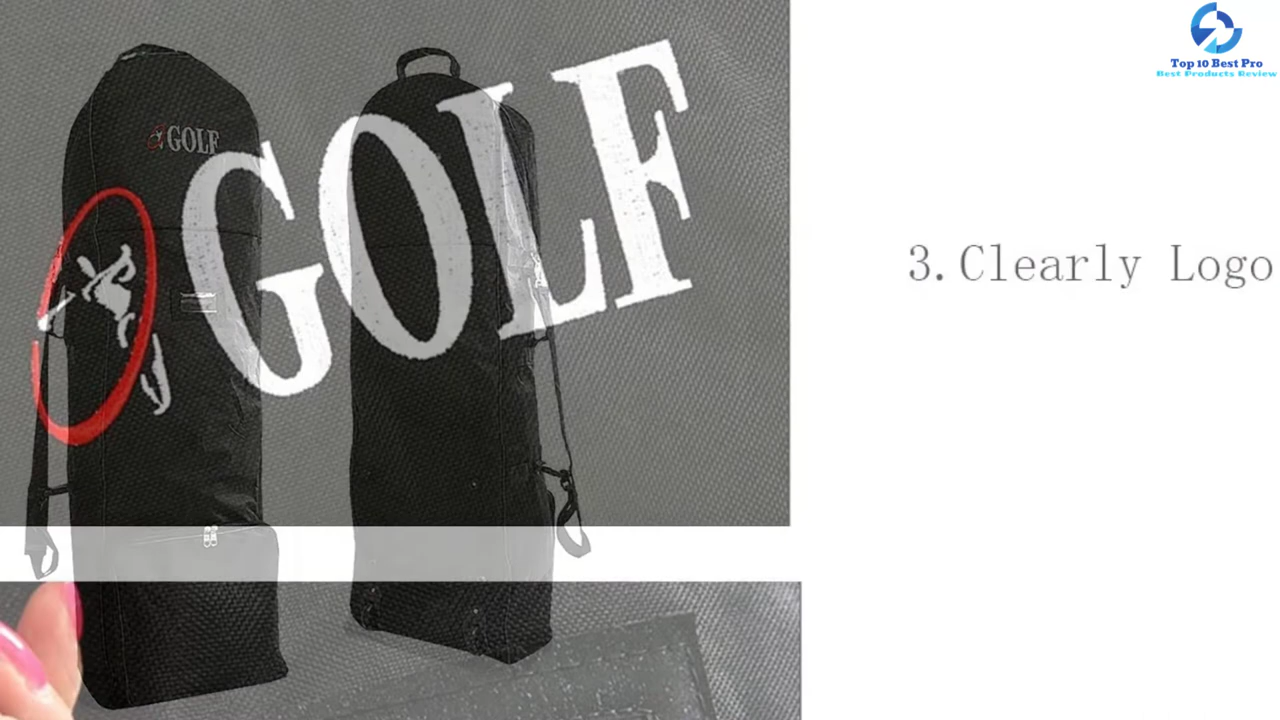 Top 10 Best Pro
Best Products Review
GOLF
GOLF
3.Clearly Logo